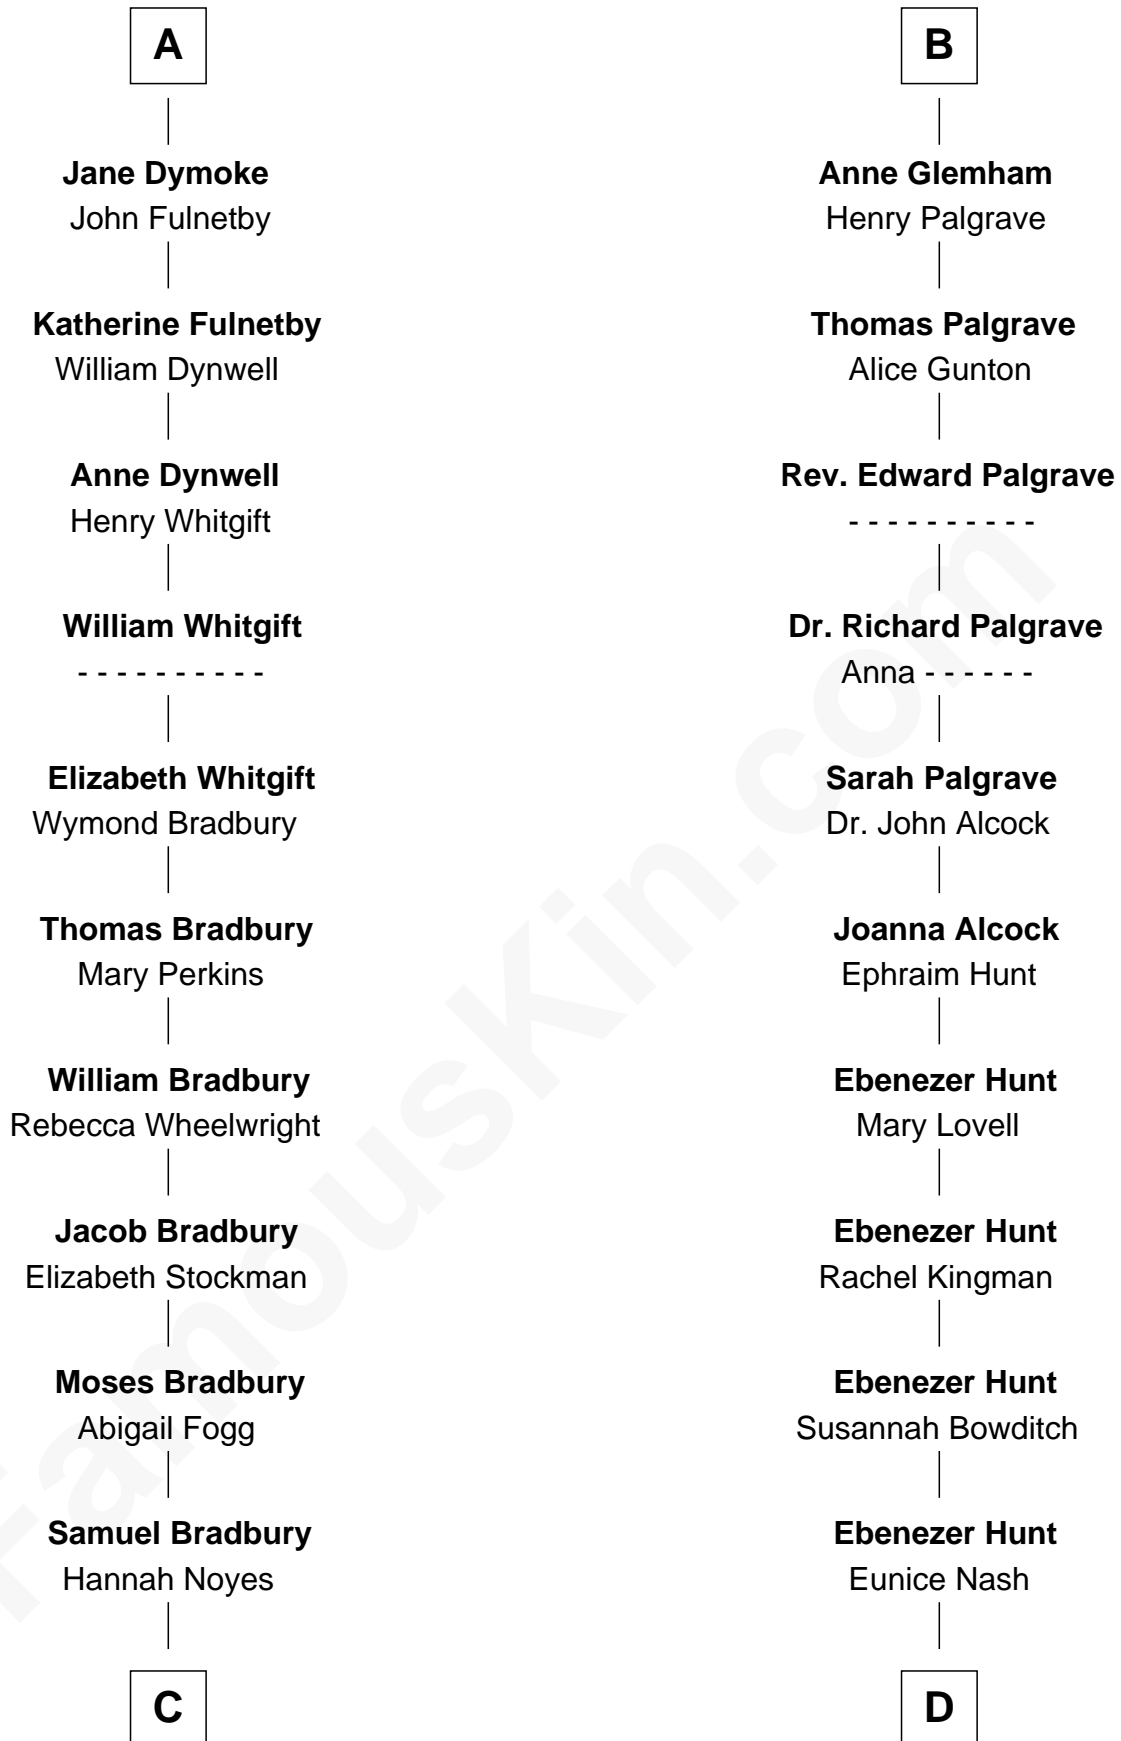 A
Jane Dymoke
John Fulnetby
Katherine Fulnetby
William Dynwell
Anne Dynwell
Henry Whitgift
William Whitgift
- - - - - - - - - -
Elizabeth Whitgift
Wymond Bradbury
Thomas Bradbury
Mary Perkins
William Bradbury
Rebecca Wheelwright
Jacob Bradbury
Elizabeth Stockman
Moses Bradbury
Abigail Fogg
Samuel Bradbury
Hannah Noyes
C
B
Anne Glemham
Henry Palgrave
Thomas Palgrave
Alice Gunton
Rev. Edward Palgrave
- - - - - - - - - -
Dr. Richard Palgrave
Anna - - - - - -
Sarah Palgrave
Dr. John Alcock
Joanna Alcock
Ephraim Hunt
Ebenezer Hunt
Mary Lovell
Ebenezer Hunt
Rachel Kingman
Ebenezer Hunt
Susannah Bowditch
Ebenezer Hunt
Eunice Nash
D
FamousKin.com